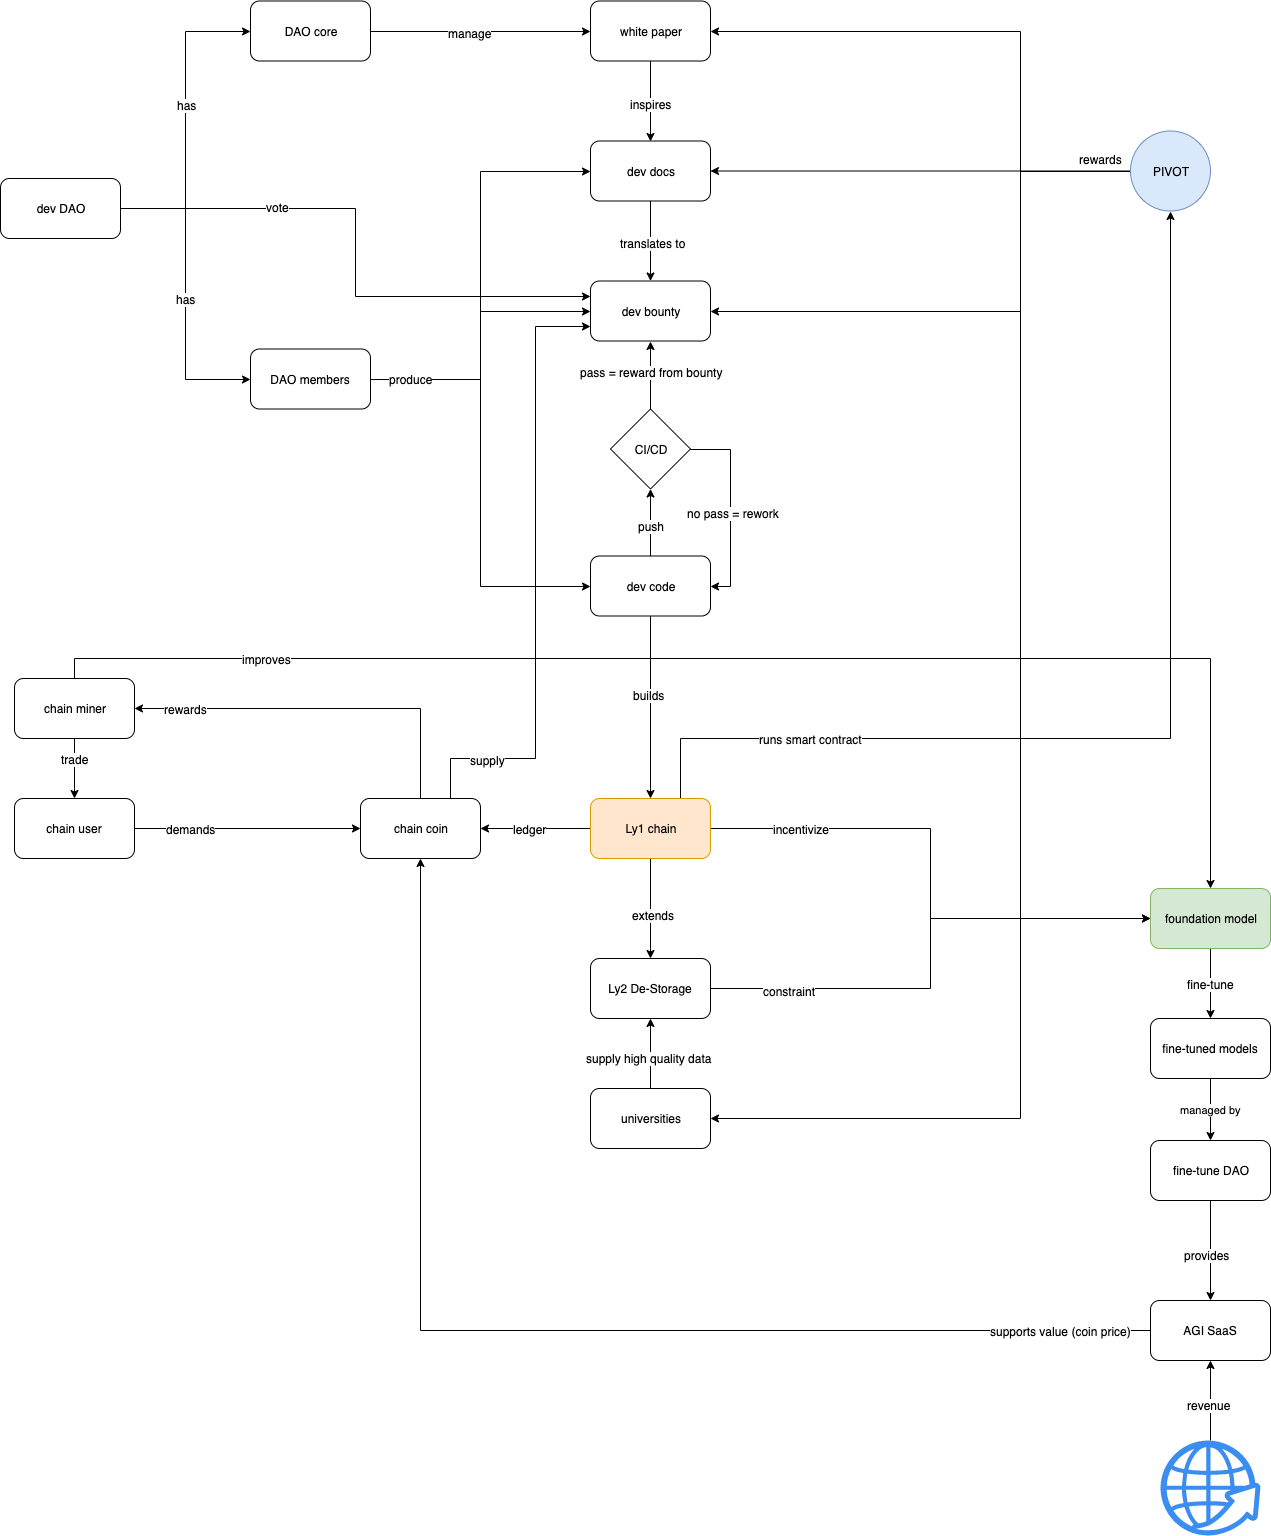 DAO core
manage
white paper
has
inspires
rewards
PIVOT
dev docs
dev DAO
vote
translates to
has
dev bounty
pass = reward from bounty
DAO members
produce
CI/CD
no pass = rework
push
dev code
improves
builds
chain miner
rewards
runs smart contract
trade
supply
chain user
demands
chain coin
ledger
Ly1 chain
incentivize
extends
foundation model
fine-tune
Ly2 De-Storage
constraint
supply high quality data
fine-tuned models
universities
managed by
fine-tune DAO
provides
supports value (coin price)
AGI SaaS
revenue